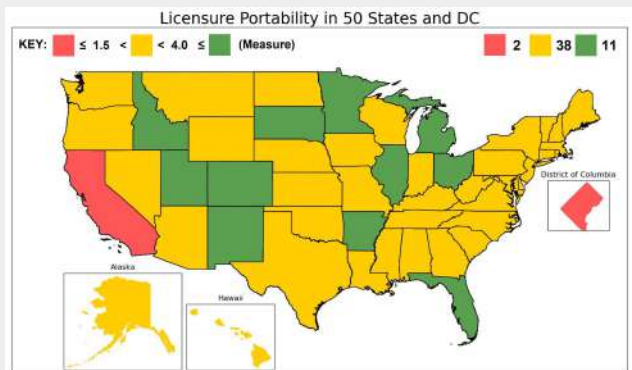 Licensure Portability in 50 States and DC
KEY: ≤ 1.5 < < 4.0 ≤ (Measure) 2 38 11
District of Columbia
Alaska
Hawaii